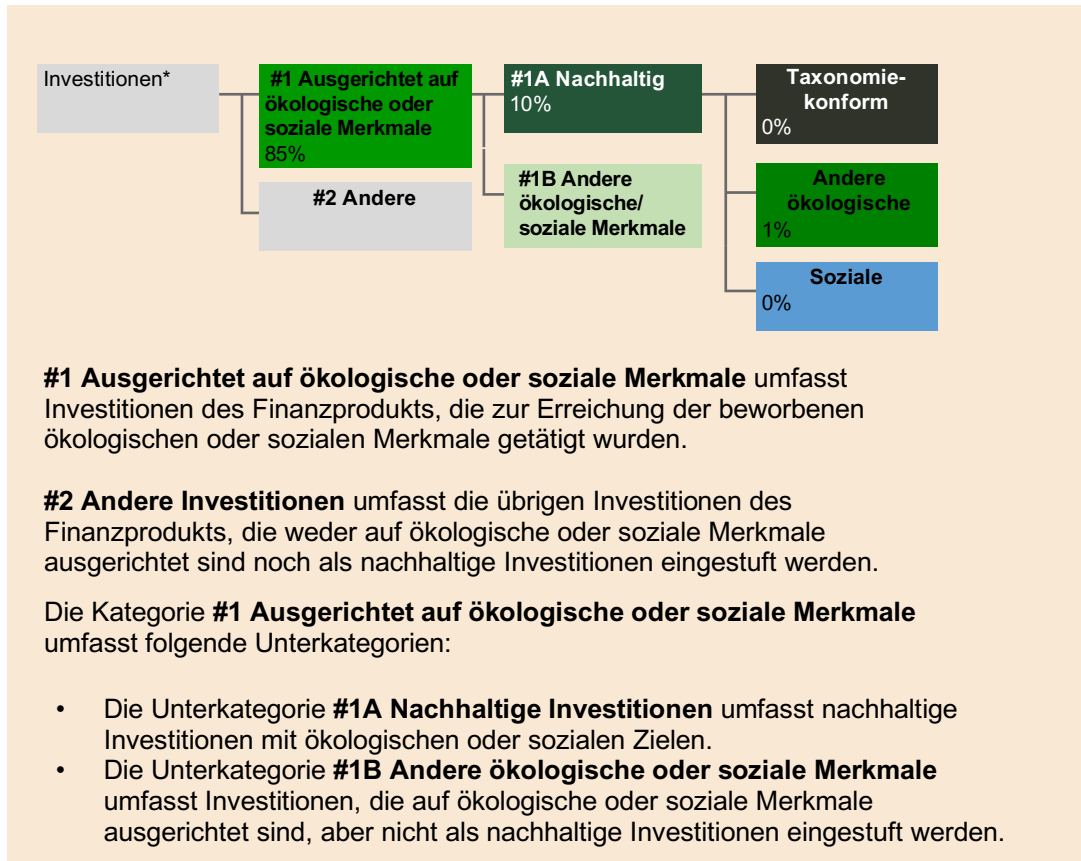 Investitionen*
#1 Ausgerichtet auf
ökologische oder
soziale Merkmale
85%
#2 Andere
#1A Nachhaltig
10%
#1B Andere
ökologische/
soziale Merkmale
Taxonomie-
konform
0%
Andere
ökologische
1%
Soziale
0%
#1 Ausgerichtet auf ökologische oder soziale Merkmale umfasst
Investitionen des Finanzprodukts, die zur Erreichung der beworbenen
ökologischen oder sozialen Merkmale getätigt wurden.
#2 Andere Investitionen umfasst die übrigen Investitionen des
Finanzprodukts, die weder auf ökologische oder soziale Merkmale
ausgerichtet sind noch als nachhaltige Investitionen eingestuft werden.
Die Kategorie #1 Ausgerichtet auf ökologische oder soziale Merkmale
umfasst folgende Unterkategorien:
• Die Unterkategorie #1A Nachhaltige Investitionen umfasst nachhaltige
Investitionen mit ökologischen oder sozialen Zielen.
• Die Unterkategorie #1B Andere ökologische oder soziale Merkmale
umfasst Investitionen, die auf ökologische oder soziale Merkmale
ausgerichtet sind, aber nicht als nachhaltige Investitionen eingestuft werden.